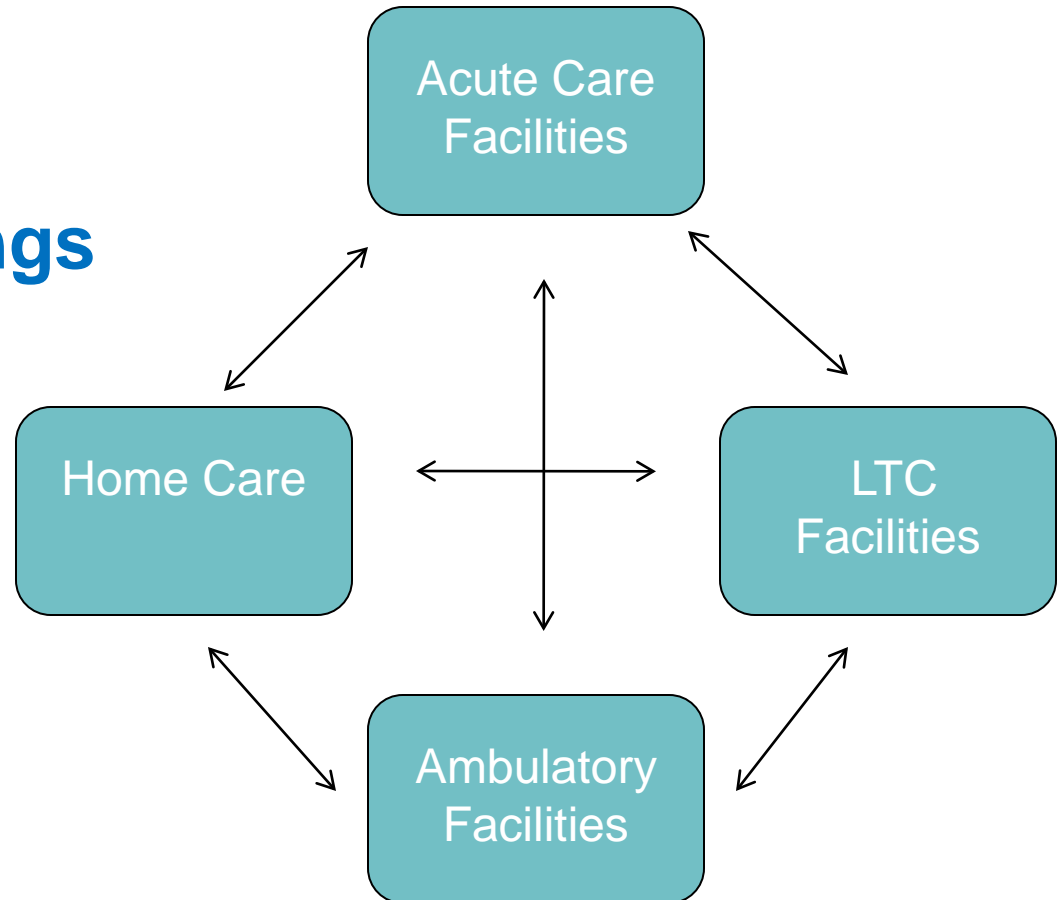 Acute Care
Facilities
ngs
Home Care
LTC
Facilities
Ambulatory
Facilities